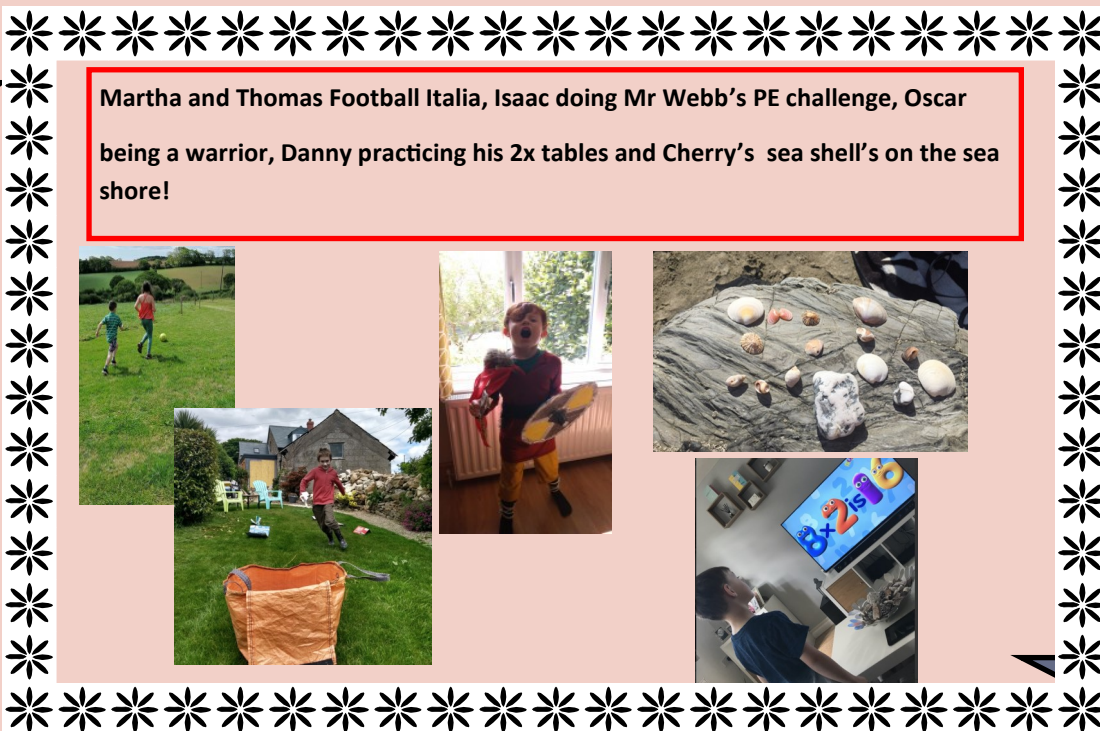 Martha and Thomas Football Italia, Isaac doing Mr Webb’s PE challenge, Oscar
being a warrior, Danny practicing his 2x tables and Cherry’s  sea shell’s on the sea
shore!
8x2 is 16